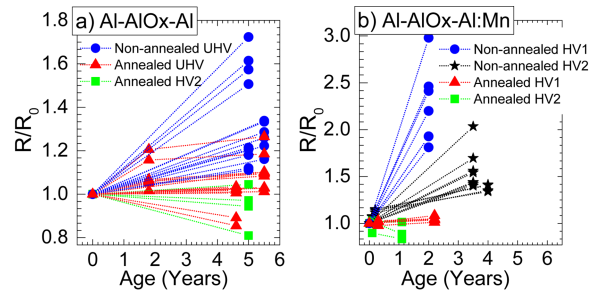 a) Al-AlOx-Al
Non-annealed UHV
Annealed UHV
Annealed HV2
R/R0
1.8
1.6
1.4
1.2
1.0
0.8
0 1 2 3 4 5 6
Age (Years)
b) Al-AlOx-Al:Mn
Non-annealed HV1
Non-annealed HV2
Annealed HV1
Annealed HV2
R/R0
3.0
2.5
2.0
1.5
1.0
0 1 2 3 4 5 6
Age (Years)